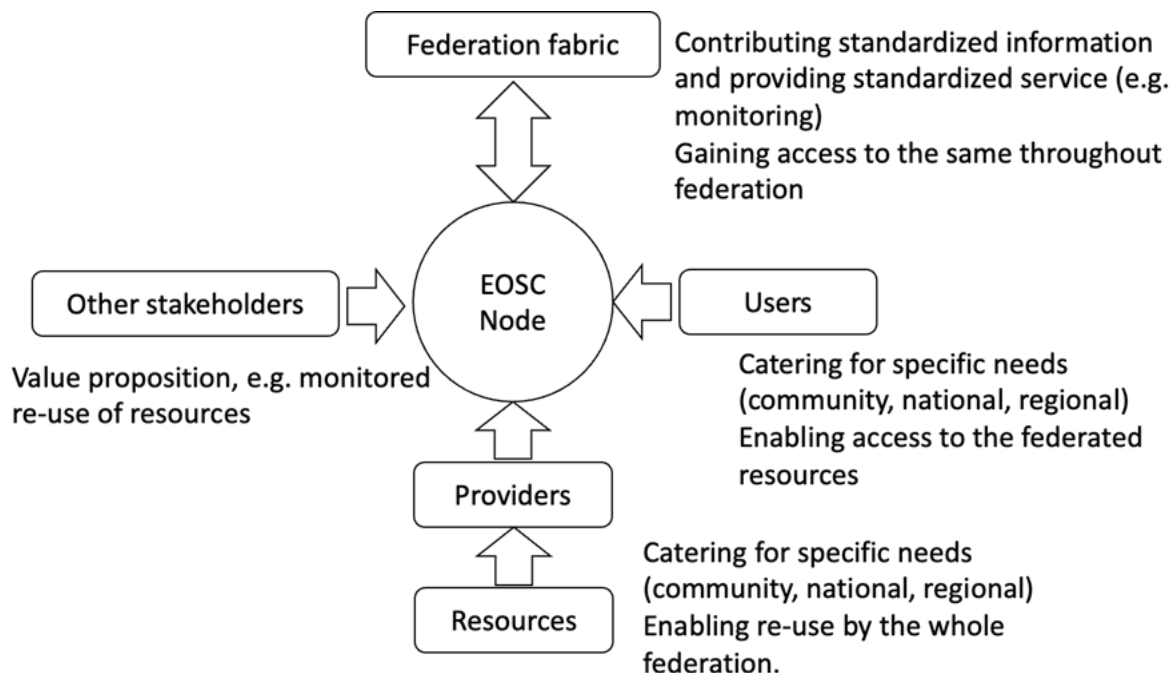 Federation fabric
Contributing standardized information
and providing standardized service (e.g.
monitoring)
Gaining access to the same throughout
federation
Other stakeholders
EOSC
Node
Users
Value proposition, e.g. monitored
re-use of resources
Catering for specific needs
(community, national, regional)
Enabling access to the federated
resources
Providers
Resources
Catering for specific needs
(community, national, regional)
Enabling re-use by the whole
federation.